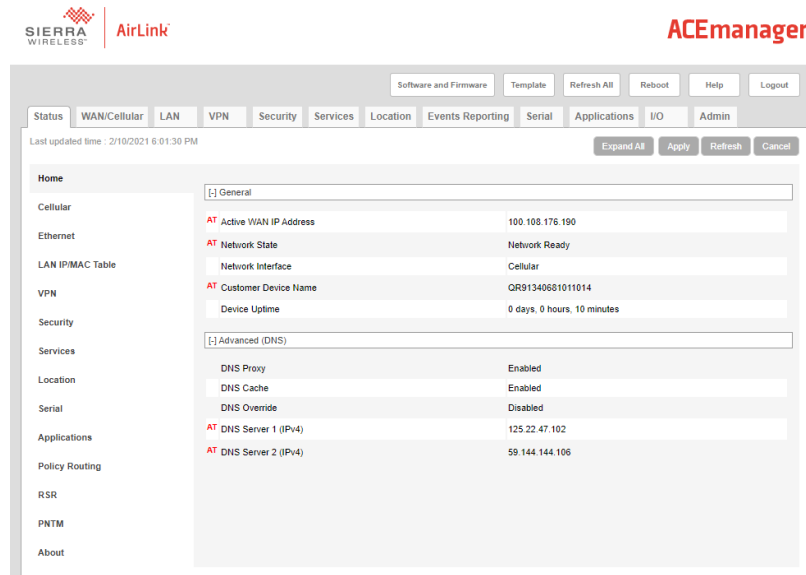 SIERRA
WIRELESS
AirLink
ACEmanager
Software and Firmware Template Refresh All Reboot Help Logout
Status WAN/Cellular LAN VPN Security Services Location Events Reporting Serial Applications I/O Admin
Last updated time : 2/10/2021 6:01:30 PM
Expand All Apply Refresh Cancel
Home
Cellular
Ethernet
LAN IP/MAC Table
VPN
Security
Services
Location
Serial
Applications
Policy Routing
RSR
PNTM
About
[-] General
AT Active WAN IP Address 100.108.176.190
AT Network State Network Ready
Network Interface Cellular
AT Customer Device Name QR91340681011014
Device Uptime 0 days, 0 hours, 10 minutes
[-] Advanced (DNS)
DNS Proxy Enabled
DNS Cache Enabled
DNS Override Disabled
AT DNS Server 1 (IPv4) 125.22.47.102
AT DNS Server 2 (IPv4) 59.144.144.106